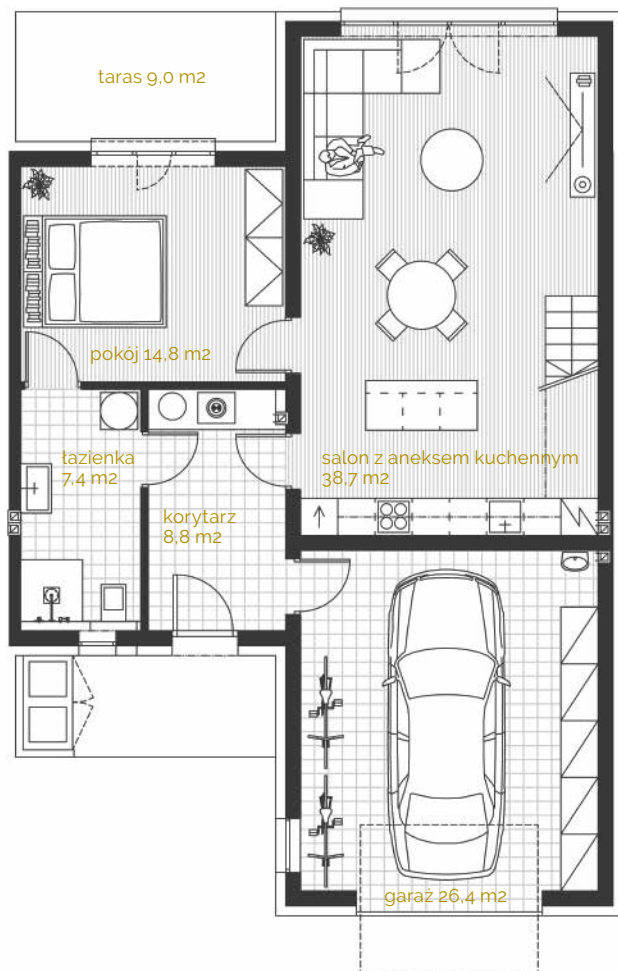 taras 9,0 m2
pokój 14,8 m2
łazienka
7,4 m2
salon z aneksem kuchennym
38,7 m2
korytarz
8,8 m2
garaż 26,4 m2